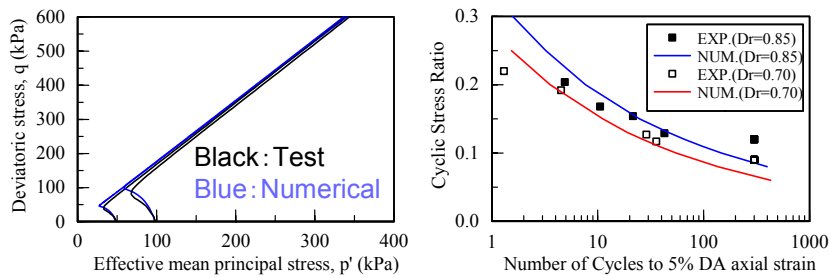 600
500
400
300
200
100
0
Deviatoric stress, q (kPa)
Black：Test
Blue：Numerical
0 100 200 300 400
Effective mean principal stress, p' (kPa)
0.3
0.2
0.1
0.0
Cyclic Stress Ratio
EXP.(Dr=0.85)
NUM.(Dr=0.85)
EXP.(Dr=0.70)
NUM.(Dr=0.70)
1 10 100 1000
Number of Cycles to 5% DA axial strain